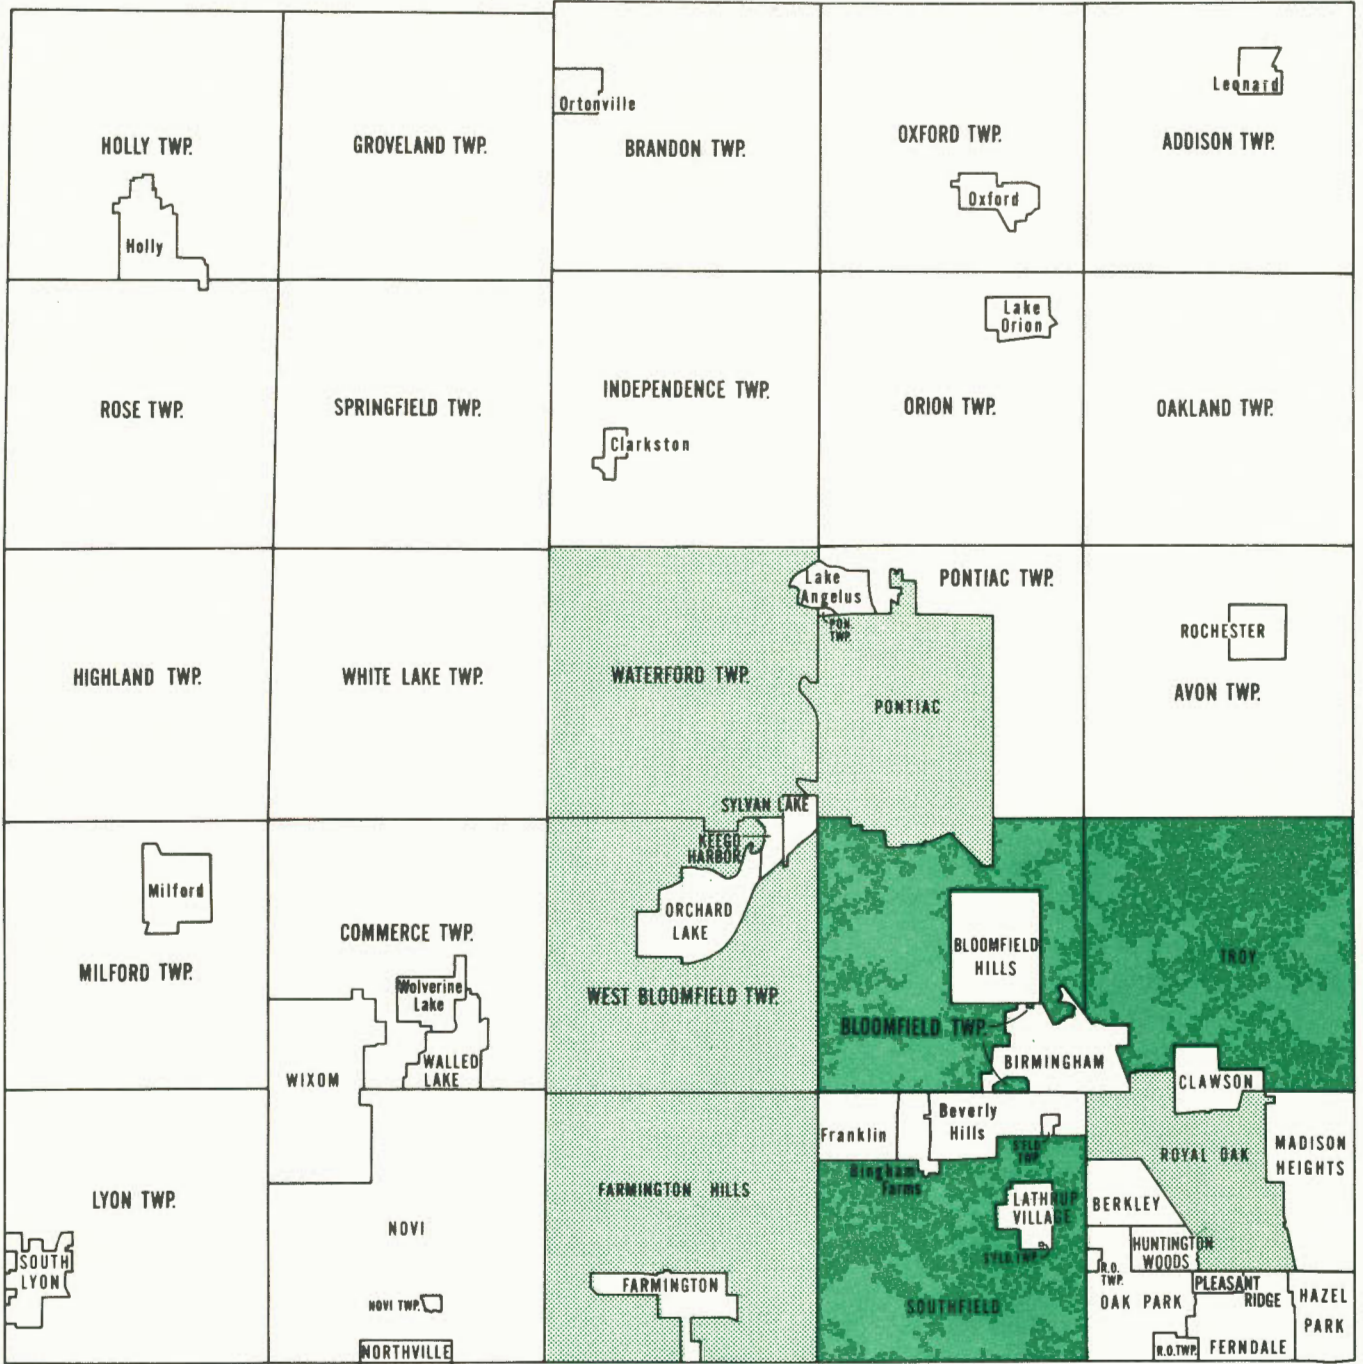 Leonard
Ortonville
HOLLY TWP.
GROVELAND TWP.
BRANDON TWP.
OXFORD TWP.
ADDISON TWP.
Oxford
Holly
Lake
Orion
ROSE TWP.
SPRINGFIELD TWP.
INDEPENDENCE TWP.
ORION TWP.
OAKLAND TWP.
Clarkston
Lake
Angelus
PONTIAC TWP.
PON.
TWP.
ROCHESTER
HIGHLAND TWP.
WHITE LAKE TWP.
WATERFORD TWP.
PONTIAC
AVON TWP.
SYLVAN LAKE
KEEGO
HARBOR
Milford
ORCHARD
LAKE
COMMERCE TWP.
BLOOMFIELD
HILLS
TROY
MILFORD TWP.
Wolverine
Lake
WEST BLOOMFIELD TWP.
BLOOMFIELD TWP.
WALLED
LAKE
WIXOM
BIRMINGHAM
CLAWSON
Franklin
Beverly
Hills
S'FLD
TWP.
ROYAL OAK
MADISON
HEIGHTS
Bingham
Farms
LYON TWP.
FARMINGTON HILLS
LATHRUP
VILLAGE
BERKLEY
NOVI
SOUTH
LYON
S'FLD TWP.
HUNTINGTON
WOODS
R.O.
TWP.
FARMINGTON
NOVI TWP.
SOUTHFIELD
OAK PARK
PLEASANT
RIDGE
HAZEL
PARK
NORTHVILLE
R.O.TWP.
FERNDALE